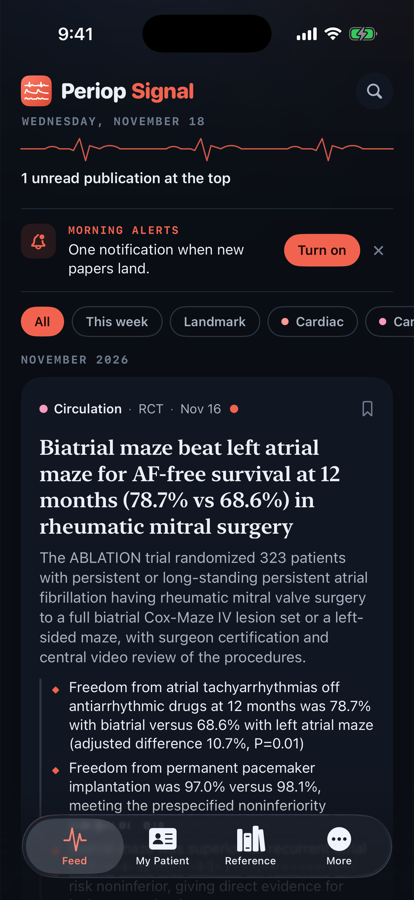 9:41
Periop Signal
WEDNESDAY, NOVEMBER 18
1 unread publication at the top
MORNING ALERTS
One notification when new
papers land.
Turn on
All
This week
Landmark
Cardiac
Car
NOVEMBER 2026
Circulation · RCT · Nov 16
Biatrial maze beat left atrial
maze for AF-free survival at 12
months (78.7% vs 68.6%) in
rheumatic mitral surgery
The ABLATION trial randomized 323 patients
with persistent or long-standing persistent atrial
fibrillation having rheumatic mitral valve surgery
to a full biatrial Cox-Maze IV lesion set or a left-
sided maze, with surgeon certification and
central video review of the procedures.
Freedom from atrial tachyarrhythmias off
antiarrhythmic drugs at 12 months was 78.7%
with biatrial versus 68.6% with left atrial maze
(adjusted difference 10.7%, P=0.01)
Freedom from permanent pacemaker
implantation was 97.0% versus 98.1%,
meeting the prespecified noninferiority
Feed
My Patient
Reference
More
risk noninferior, giving direct evidence for